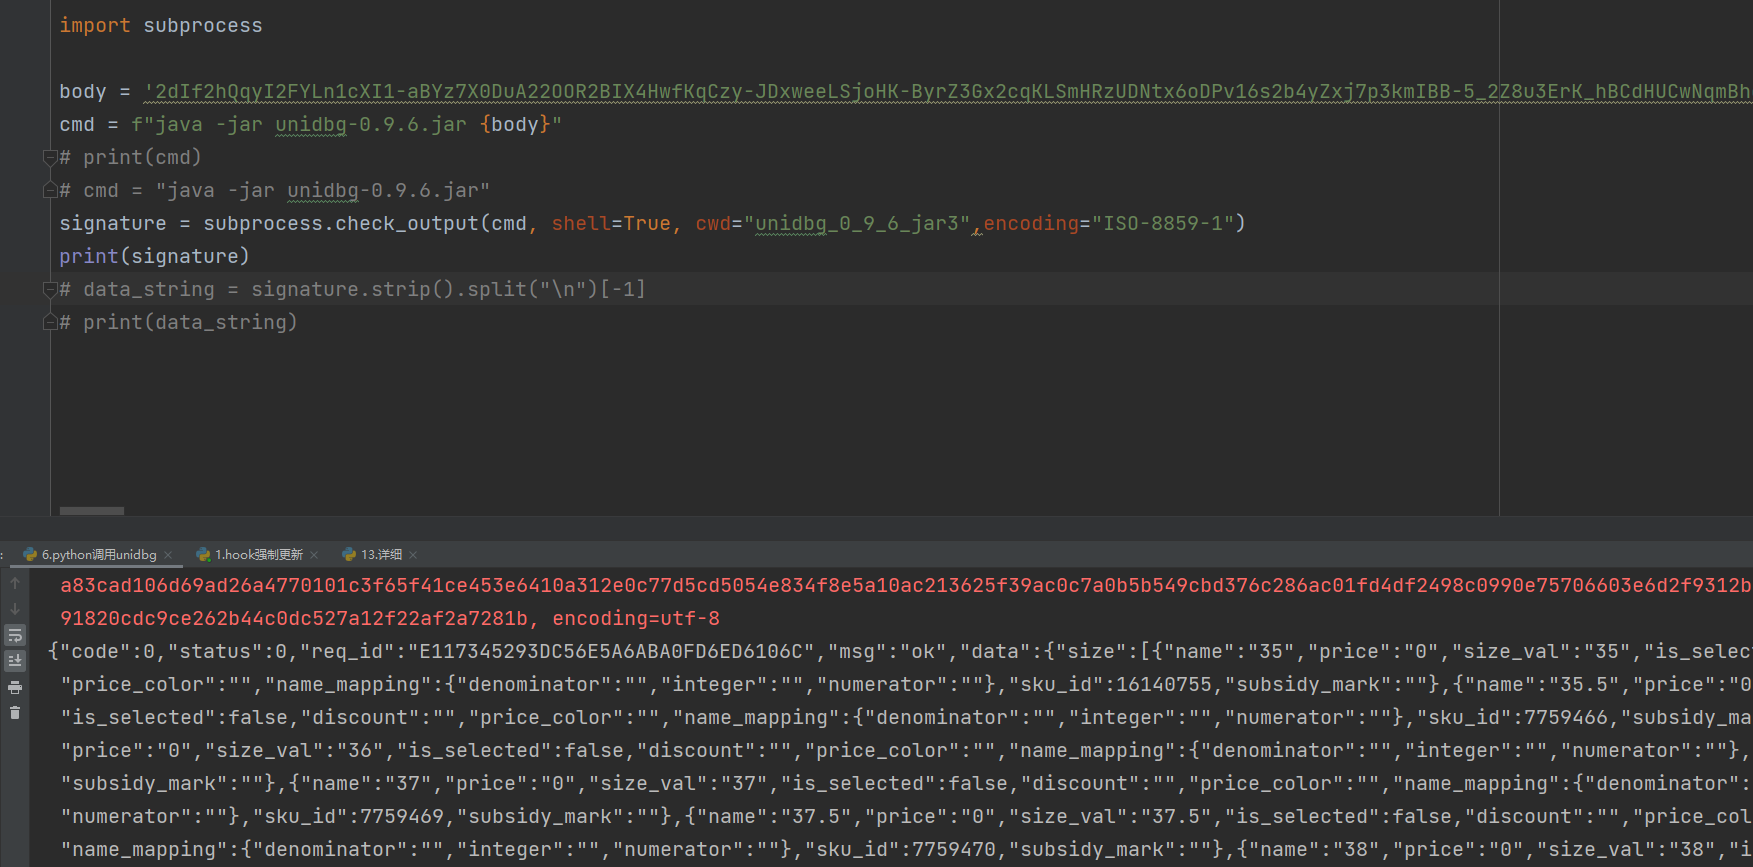 import subprocess
body = '2dIf2hQqyI2FYLn1cXI1-aBYz7X0DuA22OOR2BIX4HwfKqCzy-JDxweeLSjoHK-ByrZ3Gx2cqKLSmHRzUDNtx6oDPv16s2b4yZxj7p3kmIBB-5_2Z8u3ErK_hBCdHUCwNqmBh
cmd = f"java -jar unidbg-0.9.6.jar {body}"
# print(cmd)
# cmd = "java -jar unidbg-0.9.6.jar"
signature = subprocess.check_output(cmd, shell=True, cwd="unidbg_0_9_6_jar3",encoding="ISO-8859-1")
print(signature)
# data_string = signature.strip().split("\n")[-1]
# print(data_string)
: 6.python调用unidbg × 1.hook强制更新 × 13.详细 ×
a83cad106d69ad26a4770101c3f65f41ce453e6410a312e0c77d5cd5054e834f8e5a10ac213625f39ac0c7a0b5b549cbd376c286ac01fd4df2498c0990e75706603e6d2f9312b
91820cdc9ce262b44c0dc527a12f22af2a7281b, encoding=utf-8
{"code":0,"status":0,"req_id":"E117345293DC56E5A6ABA0FD6ED6106C","msg":"ok","data":{"size":[{"name":"35","price":"0","size_val":"35","is_selec
"price_color":"","name_mapping":{"denominator":"","integer":"","numerator":""},"sku_id":16140755,"subsidy_mark":""},{"name":"35.5","price":"0
"is_selected":false,"discount":"","price_color":"","name_mapping":{"denominator":"","integer":"","numerator":""},"sku_id":7759466,"subsidy_ma
"price":"0","size_val":"36","is_selected":false,"discount":"","price_color":"","name_mapping":{"denominator":"","integer":"","numerator":""},
"subsidy_mark":""},{"name":"37","price":"0","size_val":"37","is_selected":false,"discount":"","price_color":"","name_mapping":{"denominator":
"numerator":""},"sku_id":7759469,"subsidy_mark":""},{"name":"37.5","price":"0","size_val":"37.5","is_selected":false,"discount":"","price_col
"name_mapping":{"denominator":"","integer":"","numerator":""},"sku_id":7759470,"subsidy_mark":""},{"name":"38","price":"0","size_val":"38","i